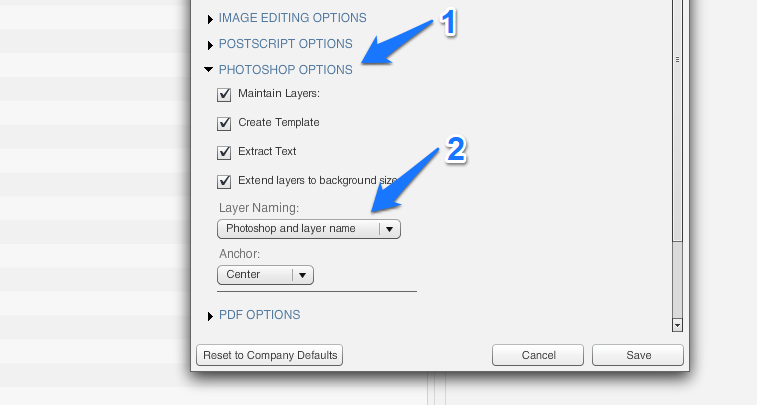 IMAGE EDITING OPTIONS
1
POSTSCRIPT OPTIONS
PHOTOSHOP OPTIONS
Maintain Layers:
Create Template
2
Extract Text
Extend layers to background size
Layer Naming:
Photoshop and layer name
Anchor:
Center
PDF OPTIONS
Reset to Company Defaults
Cancel
Save